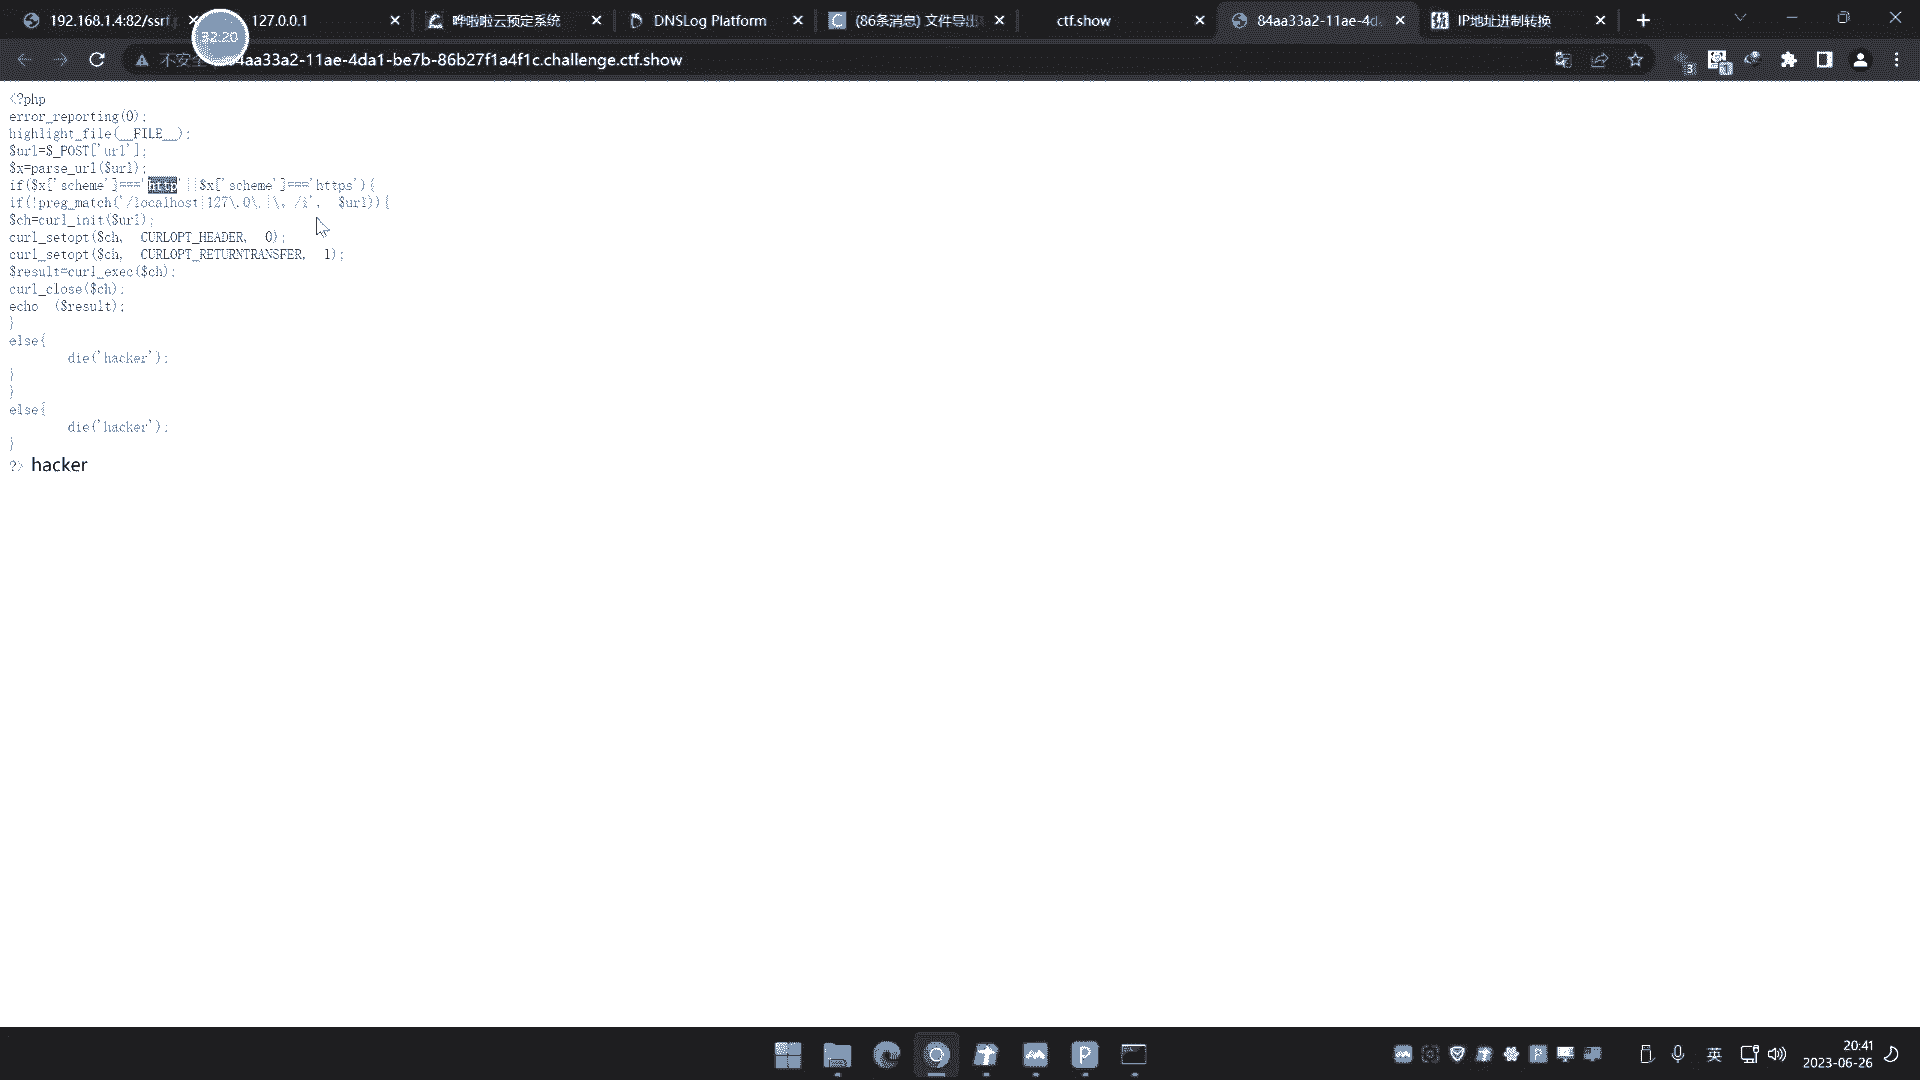 192.168.1.4:82/ssrf.
127.0.0.1
哗啦啦云预定系统
DNSLog Platform
(86条消息) 文件导出
ctf.show
84aa33a2-11ae-4d
IP地址进制转换
32:20
不安全
84aa33a2-11ae-4da1-be7b-86b27f1a4f1c.challenge.ctf.show
<?php
error_reporting(0);
highlight_file(__FILE__);
$url=$_POST['url'];
$x=parse_url($url);
if($x['scheme']==='http'||$x['scheme']==='https'){
if(!preg_match('/localhost|127\.0\.|\。/i', $url)){
$ch=curl_init($url);
curl_setopt($ch, CURLOPT_HEADER, 0);
curl_setopt($ch, CURLOPT_RETURNTRANSFER, 1);
$result=curl_exec($ch);
curl_close($ch);
echo ($result);
}
else{
die('hacker');
}
}
else{
die('hacker');
}
?> hacker
英
20:41
2023-06-26